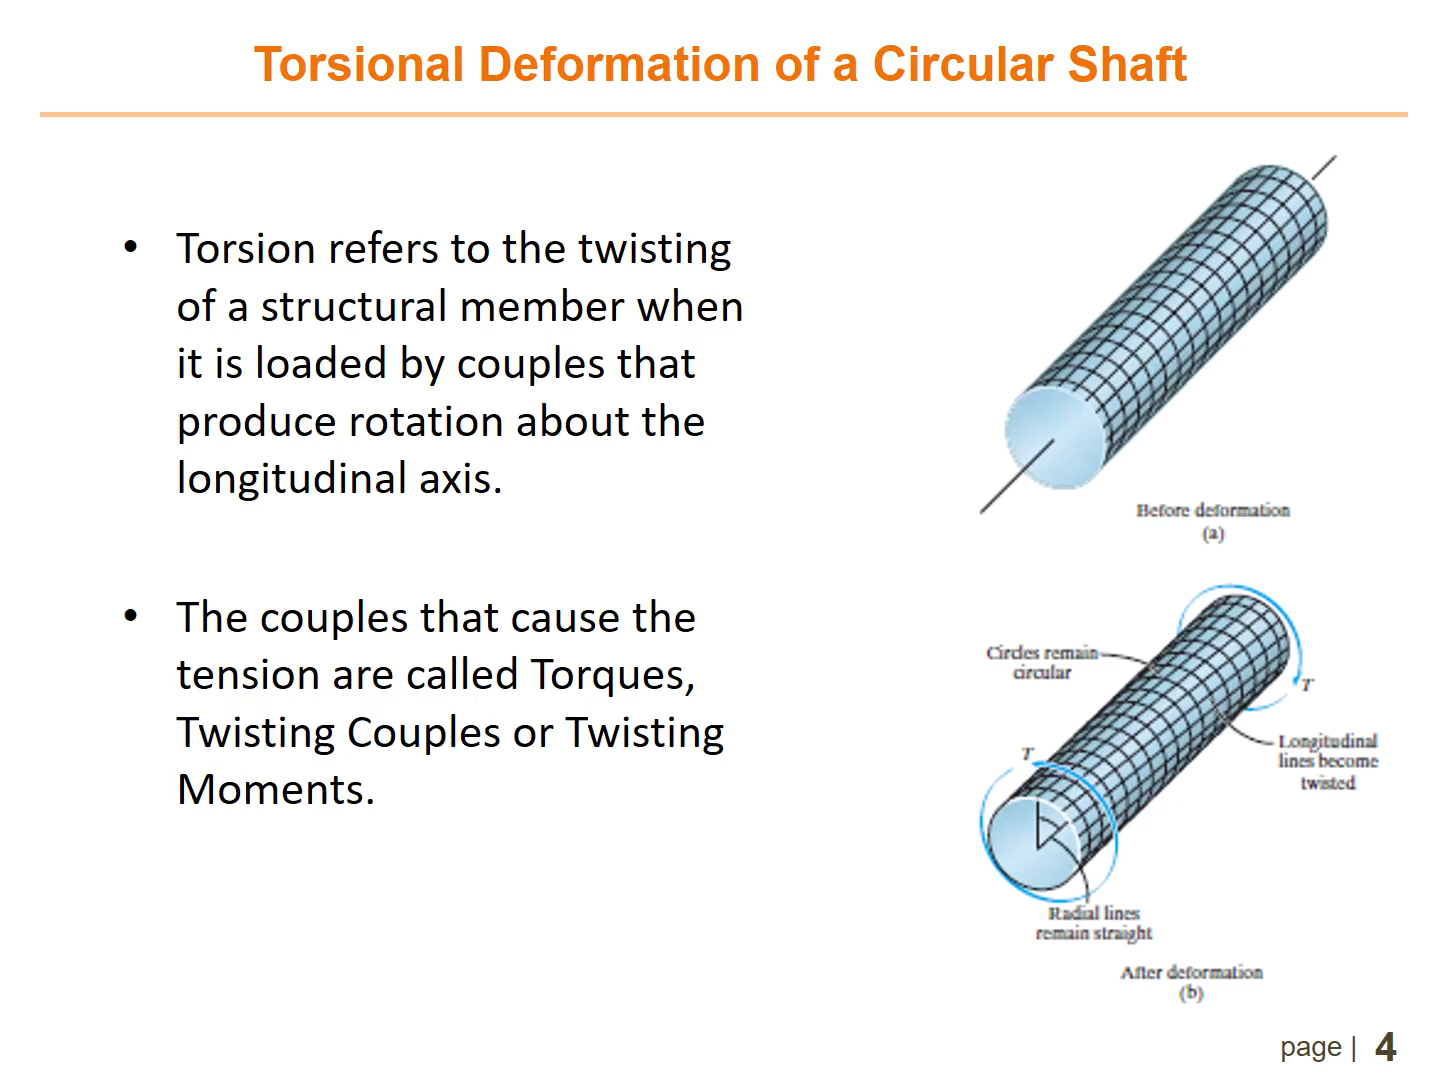 Torsional Deformation of a Circular Shaft
• Torsion refers to the twisting
of a structural member when
it is loaded by couples that
produce rotation about the
longitudinal axis.
• The couples that cause the
tension are called Torques,
Twisting Couples or Twisting
Moments.
Before deformation
(a)
Circles remain
circular
T
Longitudinal
lines become
twisted
T
Radial lines
remain straight
After deformation
(b)
page | 4